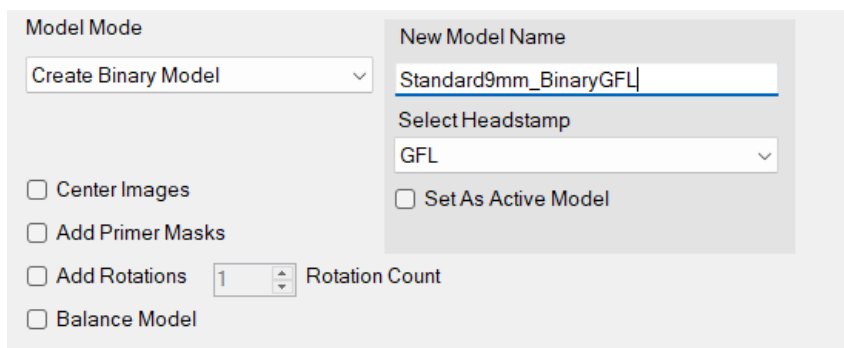 Model Mode
Create Binary Model
New Model Name
Standard9mm_BinaryGFL
Select Headstamp
GFL
Set As Active Model
Center Images
Add Primer Masks
Add Rotations 1 Rotation Count
Balance Model